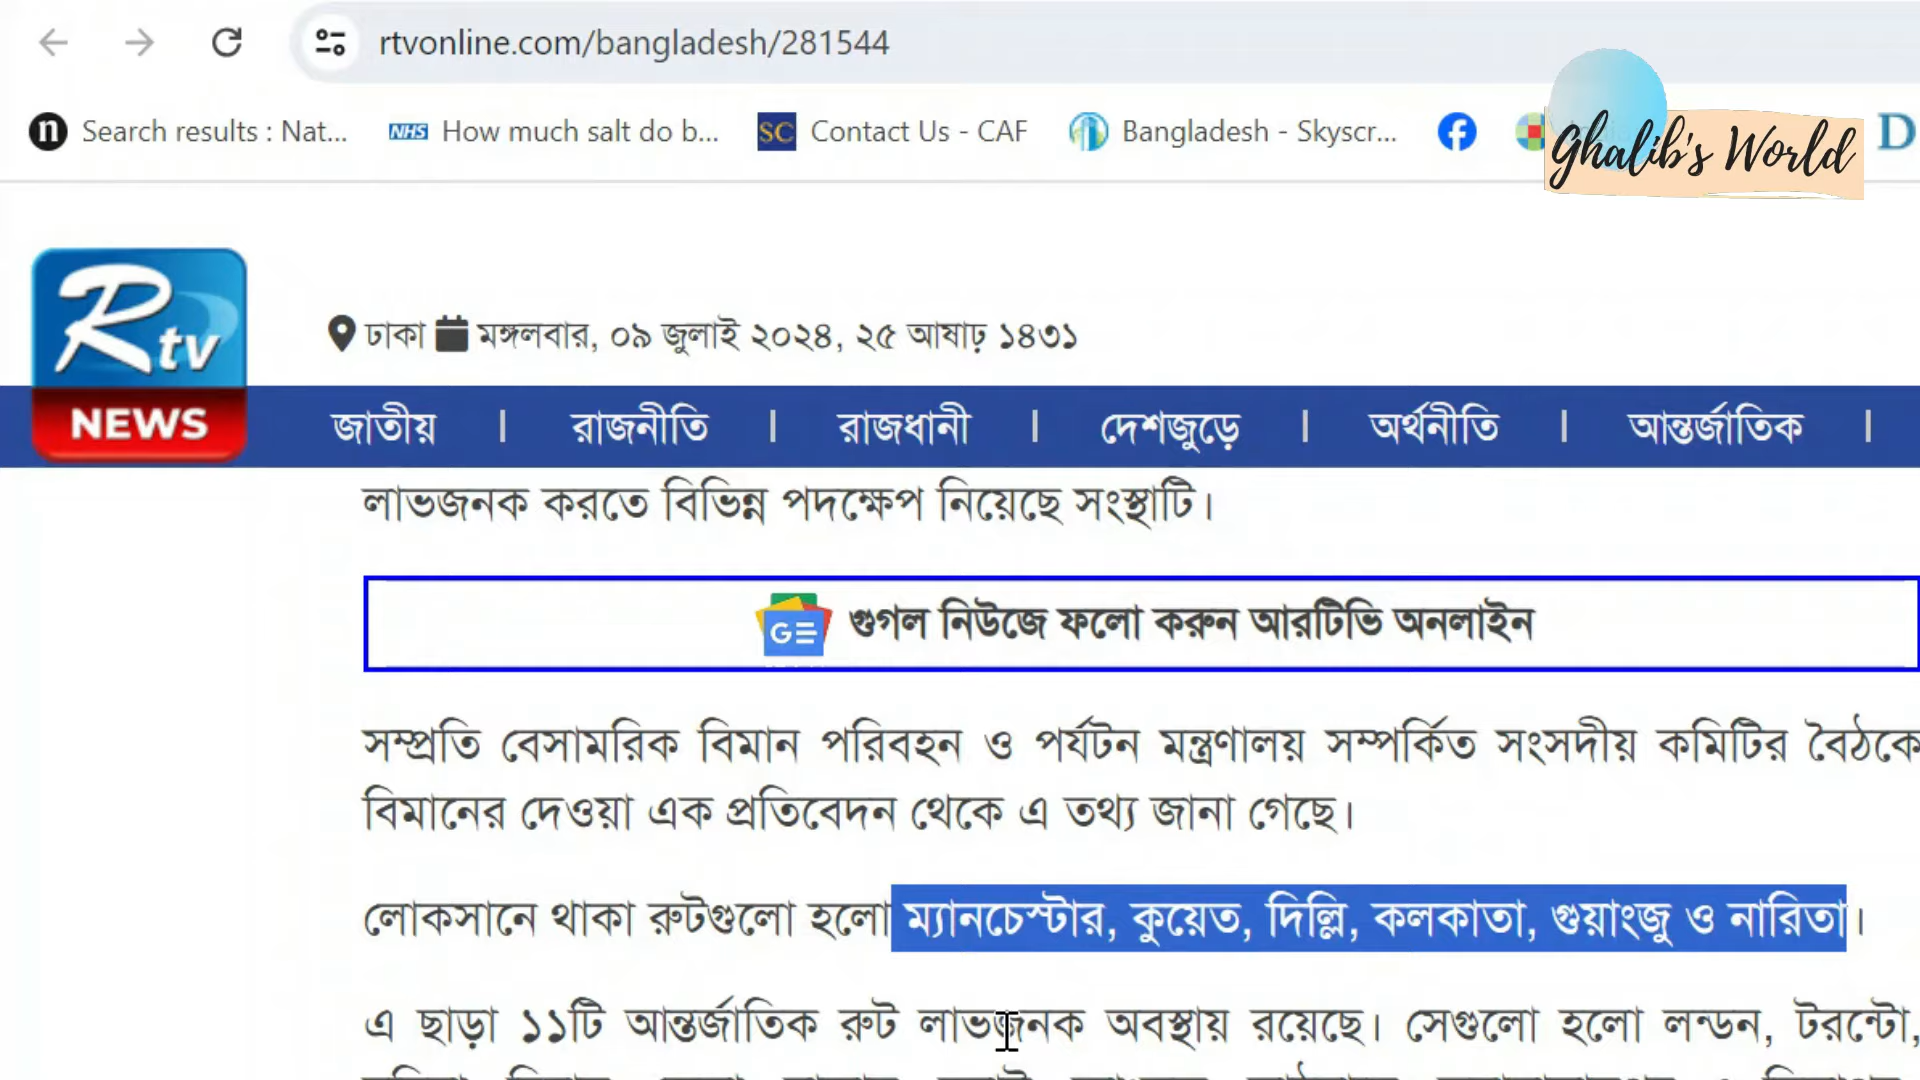 rtvonline.com/bangladesh/281544
n Search results : Nat... NHS How much salt do b... SC Contact Us - CAF Bangladesh - Skyscr... D
Ghalib's World
Rtv
NEWS
ঢাকা মঙ্গলবার, ০৯ জুলাই ২০২৪, ২৫ আষাঢ় ১৪৩১
জাতীয় | রাজনীতি | রাজধানী | দেশজুড়ে | অর্থনীতি | আন্তর্জাতিক |
লাভজনক করতে বিভিন্ন পদক্ষেপ নিয়েছে সংস্থাটি।
গুগল নিউজে ফলো করুন আরটিভি অনলাইন
সম্প্রতি বেসামরিক বিমান পরিবহন ও পর্যটন মন্ত্রণালয় সম্পর্কিত সংসদীয় কমিটির বৈঠকে
বিমানের দেওয়া এক প্রতিবেদন থেকে এ তথ্য জানা গেছে।
লোকসানে থাকা রুটগুলো হলো ম্যানচেস্টার, কুয়েত, দিল্লি, কলকাতা, গুয়াংজু ও নারিতা।
এ ছাড়া ১১টি আন্তর্জাতিক রুট লাভজনক অবস্থায় রয়েছে। সেগুলো হলো লন্ডন, টরন্টো,